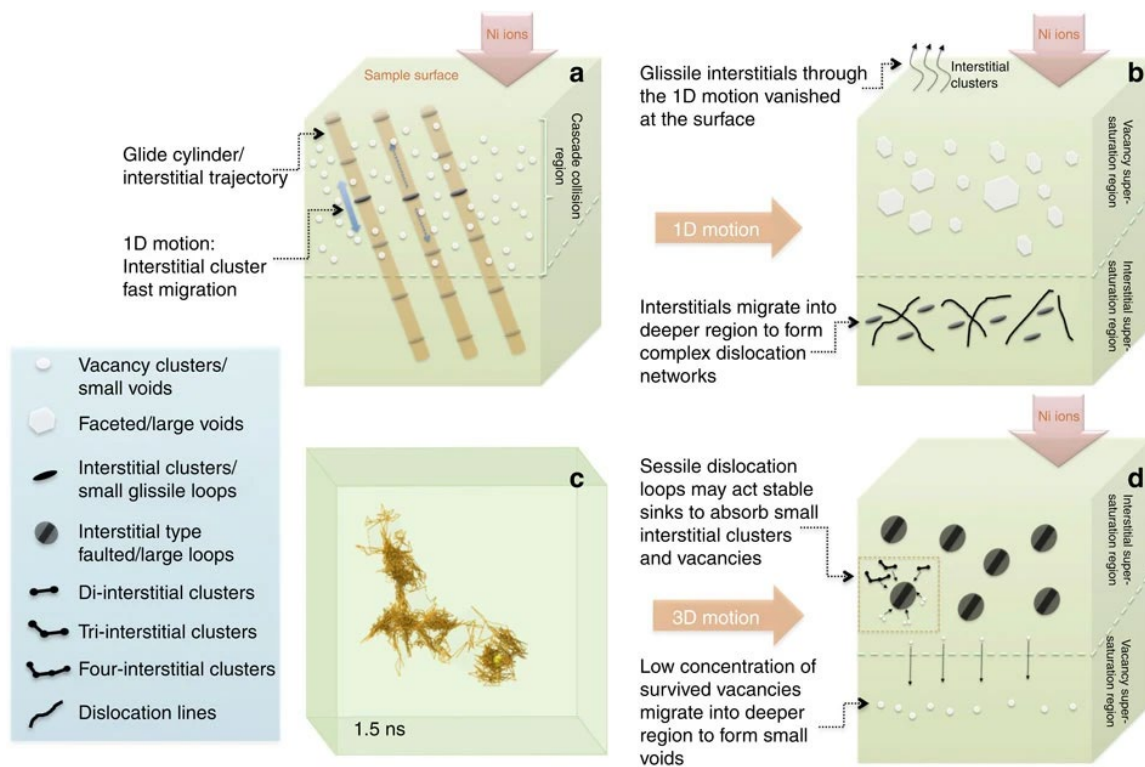 Ni ions
Sample surface
a
Glide cylinder/
interstitial trajectory
1D motion:
Interstitial cluster
fast migration
Cascade collision
region
Ni ions
b
Glissile interstitials through
the 1D motion vanished
at the surface
Interstitial
clusters
Vacancy super-
saturation region
1D motion
Interstitials migrate into
deeper region to form
complex dislocation
networks
Interstitial super-
saturation region
Vacancy clusters/
small voids
Faceted/large voids
Interstitial clusters/
small glissile loops
Interstitial type
faulted/large loops
Di-interstitial clusters
Tri-interstitial clusters
Four-interstitial clusters
Dislocation lines
c
1.5 ns
Ni ions
d
Sessile dislocation
loops may act stable
sinks to absorb small
interstitial clusters
and vacancies
Interstitial super-
saturation region
3D motion
Low concentration of
survived vacancies
migrate into deeper
region to form small
voids
Vacancy super-
saturation region